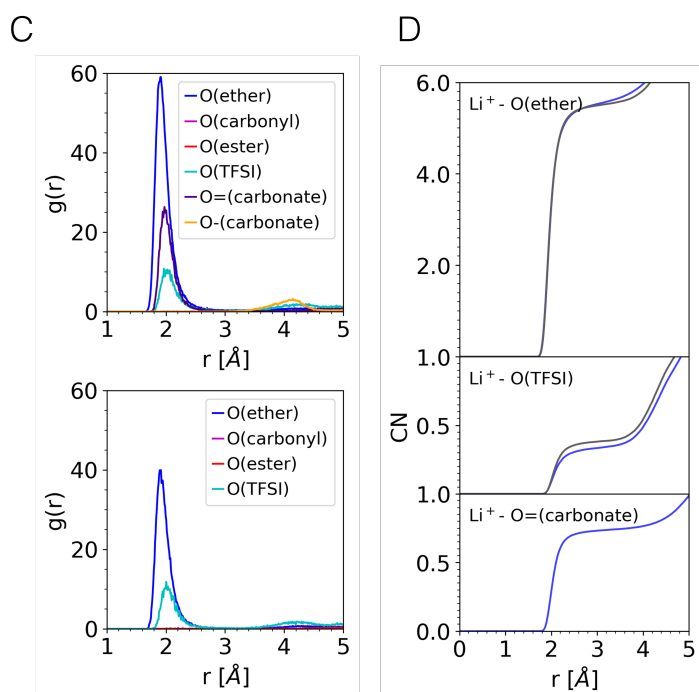 C
60
40
20
0
g(r)
O(ether)
O(carbonyl)
O(ester)
O(TFSI)
O=(carbonate)
O-(carbonate)
1 2 3 4 5
r [Å]
60
40
20
0
g(r)
O(ether)
O(carbonyl)
O(ester)
O(TFSI)
1 2 3 4 5
r [Å]
D
6.0
4.0
2.0
Li⁺- O(ether)
1.0
0.5
Li⁺- O(TFSI)
CN
1.0
0.5
0.0
Li⁺- O=(carbonate)
0 1 2 3 4 5
r [Å]